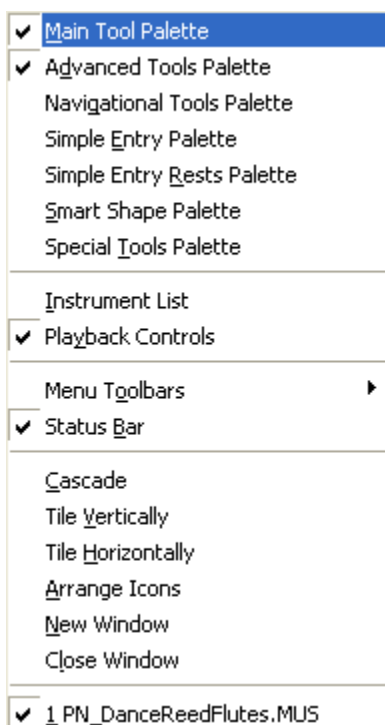 Main Tool Palette
Advanced Tools Palette
Navigational Tools Palette
Simple Entry Palette
Simple Entry Rests Palette
Smart Shape Palette
Special Tools Palette
Instrument List
Playback Controls
Menu Toolbars
Status Bar
Cascade
Tile Vertically
Tile Horizontally
Arrange Icons
New Window
Close Window
1 PN_DanceReedFlutes.MUS